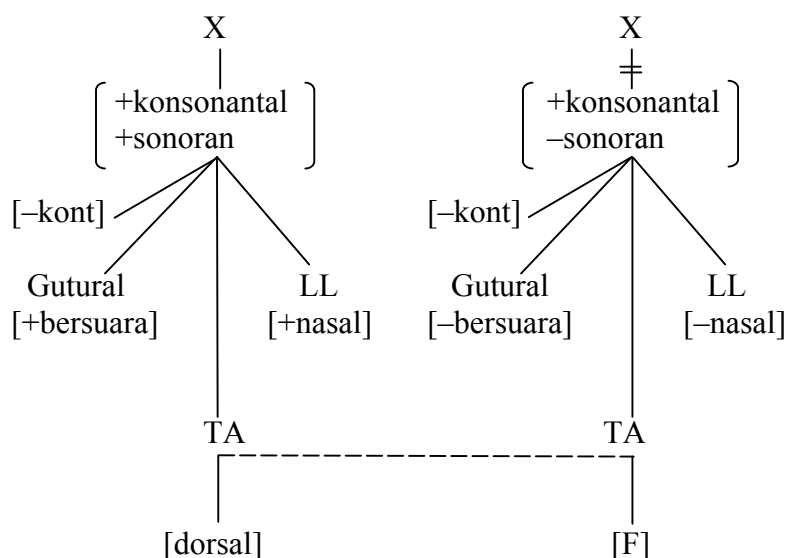 X X
+konsonantal +konsonantal
+sonoran –sonoran
[–kont] [–kont]
Gutural LL Gutural LL
[+bersuara] [+nasal] [–bersuara] [–nasal]
TA TA
[dorsal] [F]